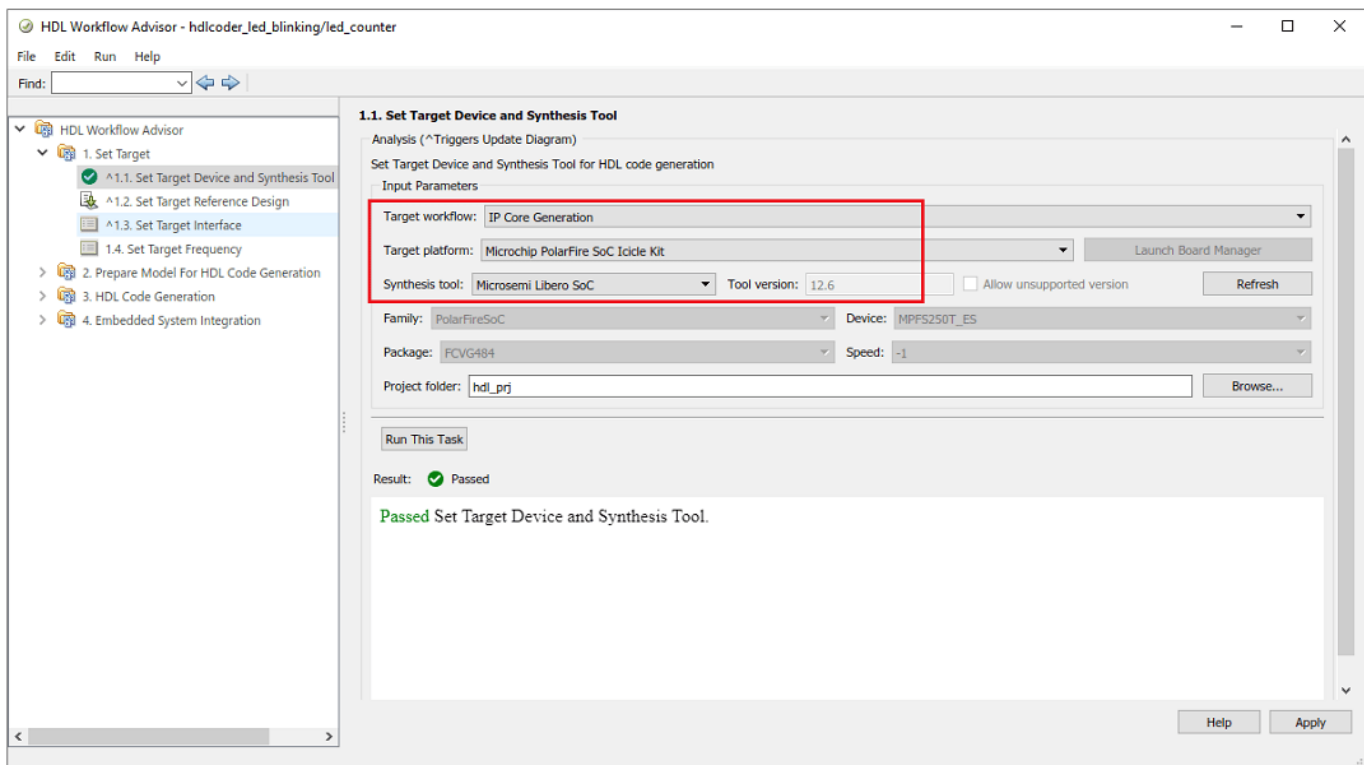 HDL Workflow Advisor - hdlcoder_led_blinking/led_counter
File Edit Run Help
Find:
HDL Workflow Advisor
1. Set Target
^1.1. Set Target Device and Synthesis Tool
^1.2. Set Target Reference Design
^1.3. Set Target Interface
1.4. Set Target Frequency
2. Prepare Model For HDL Code Generation
3. HDL Code Generation
4. Embedded System Integration
1.1. Set Target Device and Synthesis Tool
Analysis (^Triggers Update Diagram)
Set Target Device and Synthesis Tool for HDL code generation
Input Parameters
Target workflow: IP Core Generation
Target platform: Microchip PolarFire SoC Icicle Kit Launch Board Manager
Synthesis tool: Microsemi Libero SoC Tool version: 12.6 Allow unsupported version Refresh
Family: PolarFireSoC Device: MPFS250T_ES
Package: FCVG484 Speed: -1
Project folder: hdl_prj Browse...
Run This Task
Result: Passed
Passed Set Target Device and Synthesis Tool.
Help Apply